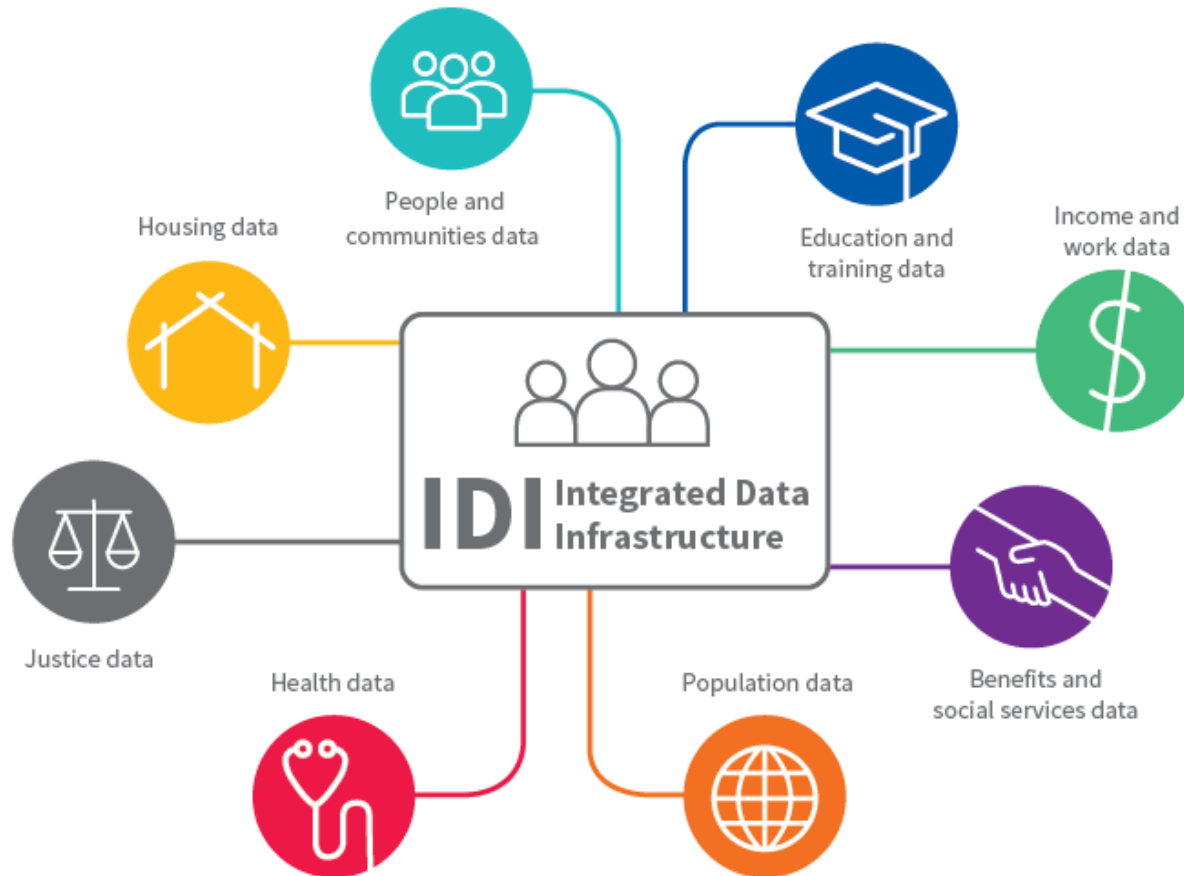 People and
communities data
Education and
training data
Housing data
Income and
work data
IDI
Integrated Data
Infrastructure
Justice data
Health data
Population data
Benefits and
social services data